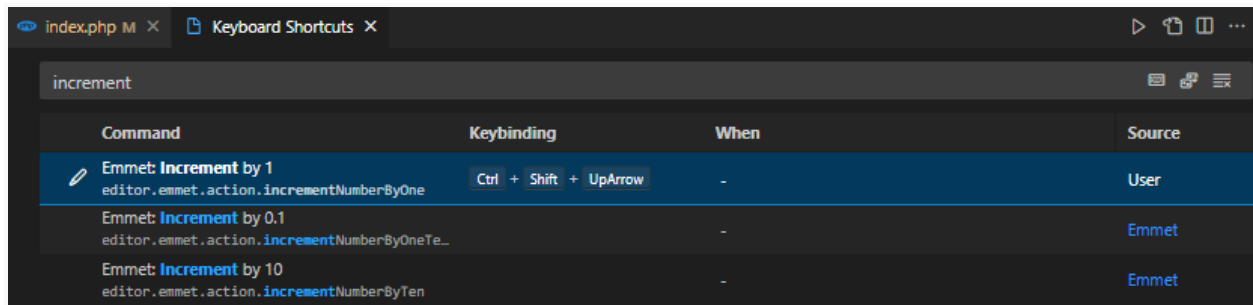 index.php M
Keyboard Shortcuts
increment
Command Keybinding When Source
Emmet: Increment by 1
editor.emmet.action.incrementNumberByOne
Ctrl + Shift + UpArrow
-
User
Emmet: Increment by 0.1
editor.emmet.action.incrementNumberByOneTe…
-
Emmet
Emmet: Increment by 10
editor.emmet.action.incrementNumberByTen
-
Emmet